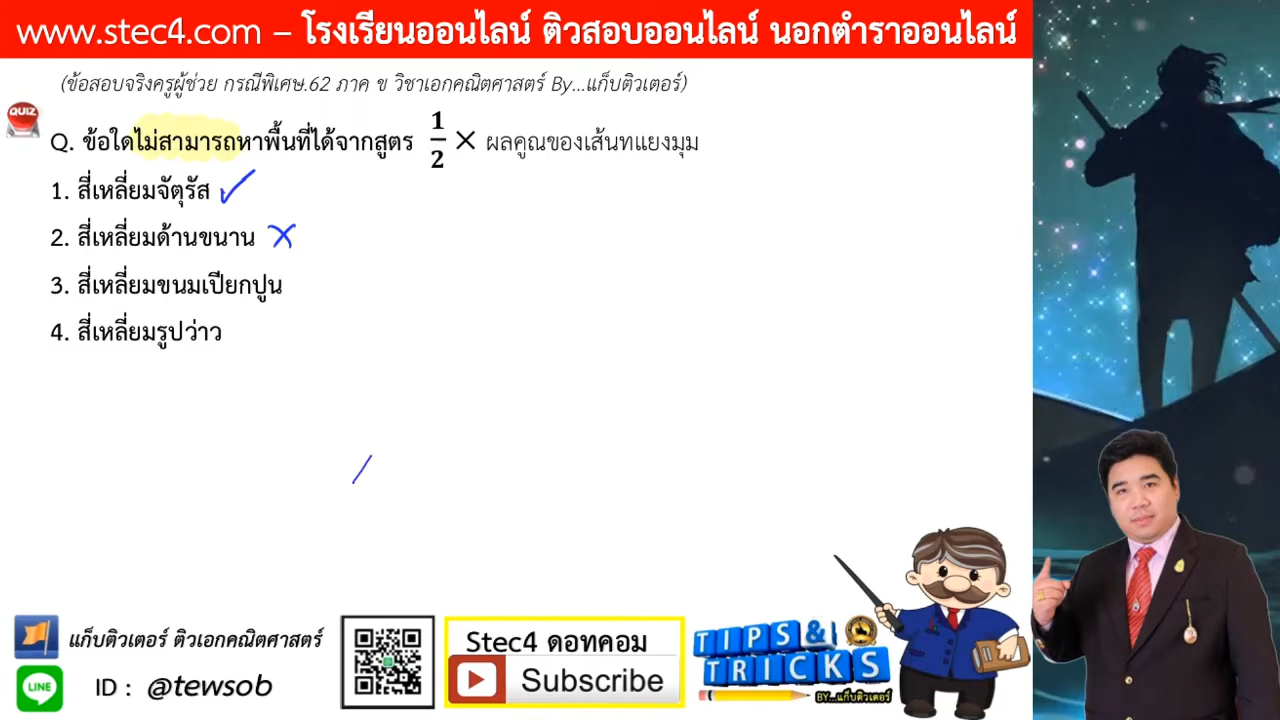 www.stec4.com – โรงเรียนออนไลน์ ติวสอบออนไลน์ นอกตำราออนไลน์
(ข้อสอบจริงครูผู้ช่วย กรณีพิเศษ.62 ภาค ข วิชาเอกคณิตศาสตร์ By...แก็บติวเตอร์)
QUIZ
Q. ข้อใดไม่สามารถหาพื้นที่ได้จากสูตร 1/2 × ผลคูณของเส้นทแยงมุม
1. สี่เหลี่ยมจัตุรัส ✓
2. สี่เหลี่ยมด้านขนาน ✗
3. สี่เหลี่ยมขนมเปียกปูน
4. สี่เหลี่ยมรูปว่าว
แก็บติวเตอร์ ติวเอกคณิตศาสตร์
LINE
ID : @tewsob
Stec4 ดอทคอม
Subscribe
TIPS &
TRICKS
BY...แก็บติวเตอร์